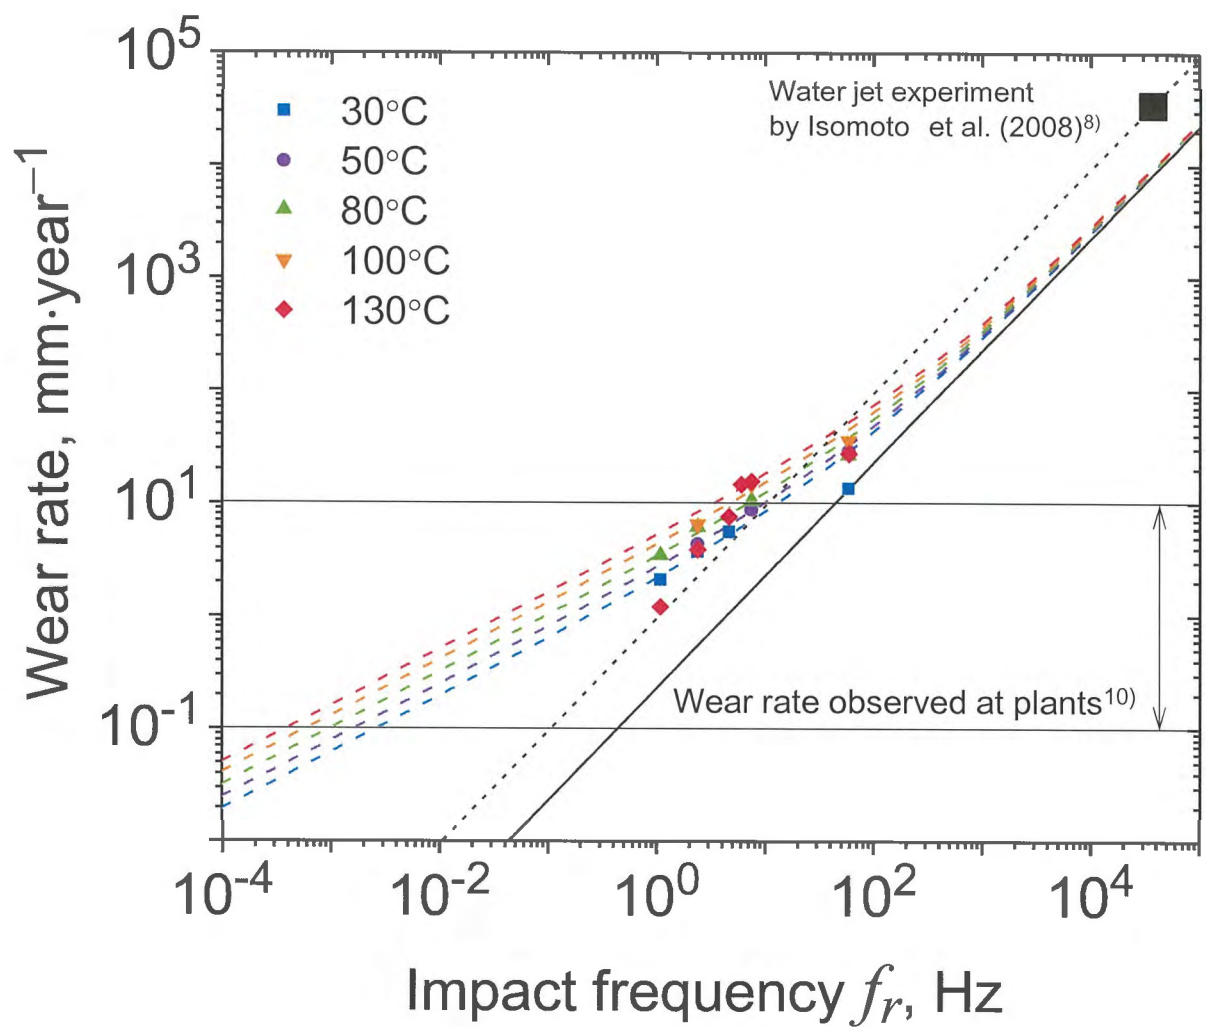 10^5
10^3
10^1
10^-1
Wear rate, mm·year^−1
30°C
50°C
80°C
100°C
130°C
Water jet experiment
by Isomoto et al. (2008)^8)
Wear rate observed at plants^10)
10^-4 10^-2 10^0 10^2 10^4
Impact frequency f_r, Hz